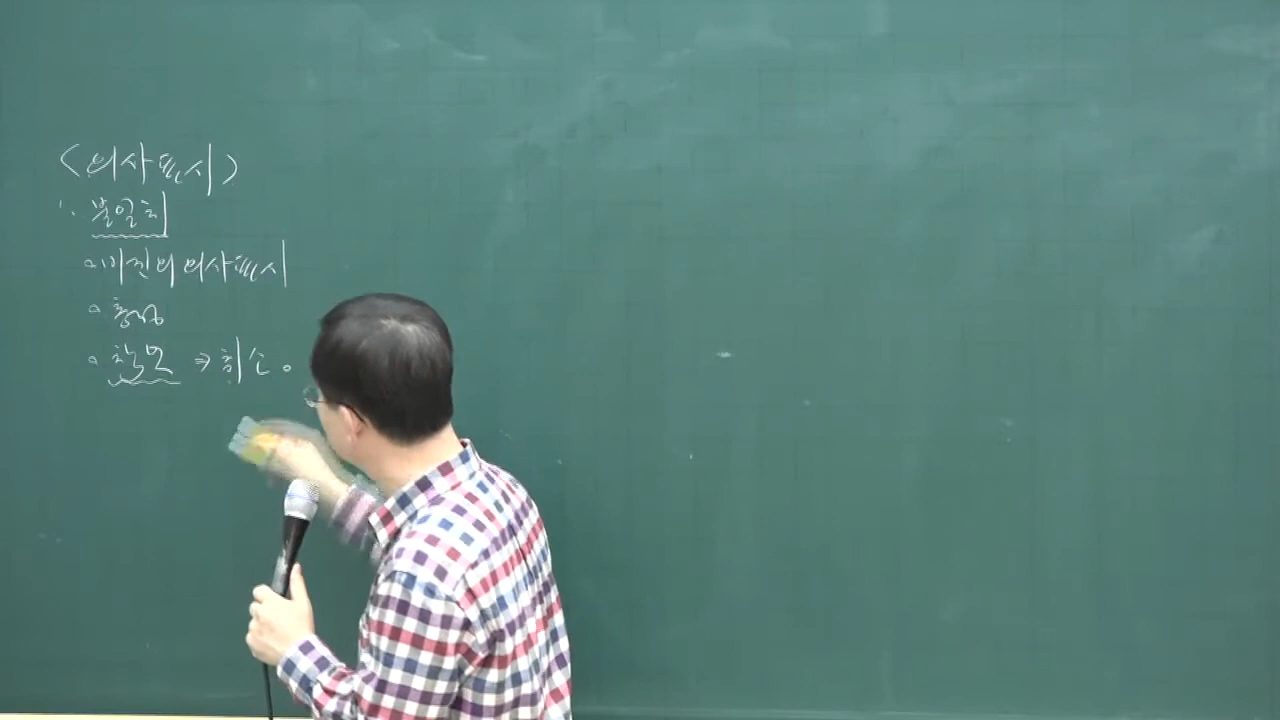 <의사표시>
1. 불일치
○ 비진의 의사표시
○ 통정
○ 착오 ⇒ 취소。